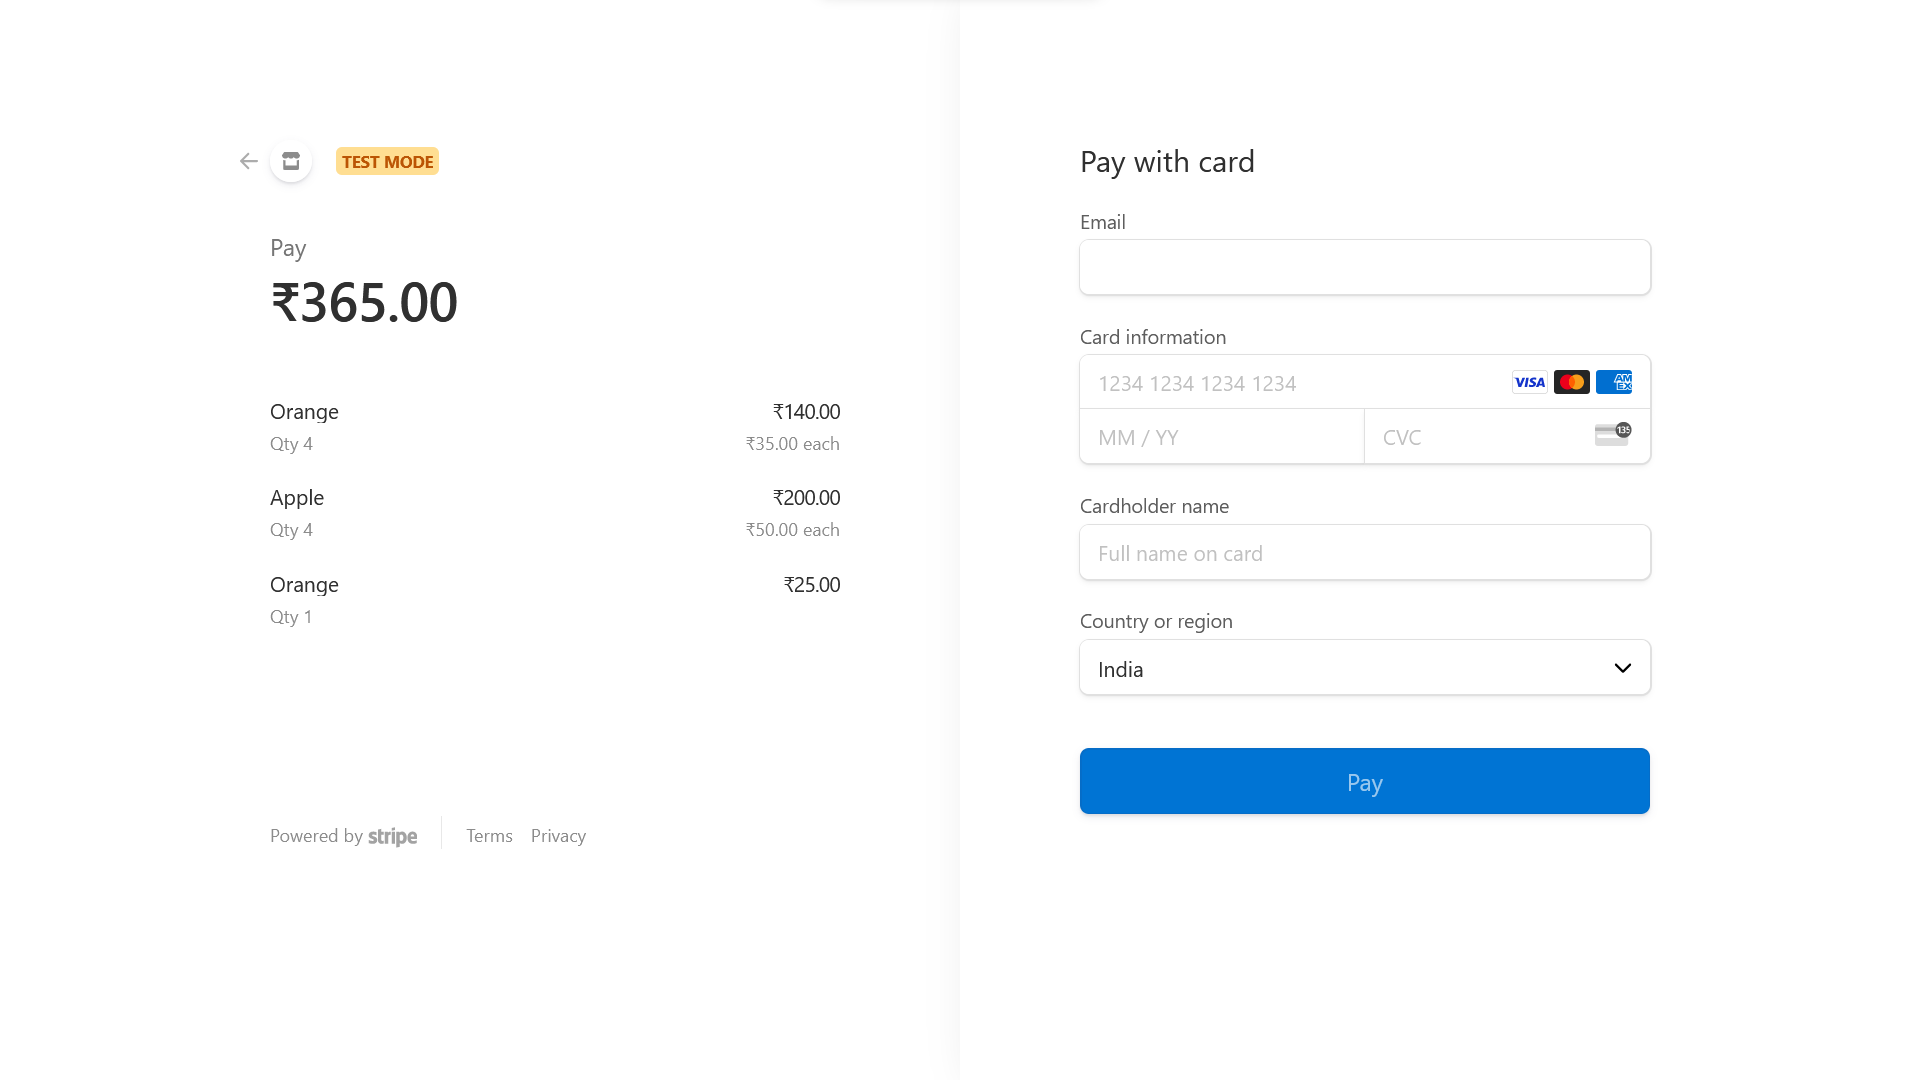 TEST MODE
Pay
₹365.00
Orange ₹140.00
Qty 4 ₹35.00 each
Apple ₹200.00
Qty 4 ₹50.00 each
Orange ₹25.00
Qty 1
Powered by stripe Terms Privacy
Pay with card
Email
Card information
1234 1234 1234 1234 VISA AM EX
MM / YY CVC 135
Cardholder name
Full name on card
Country or region
India
Pay